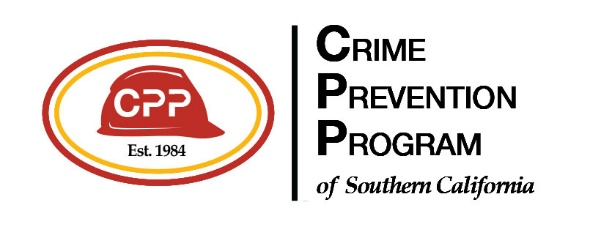 CPP
Est. 1984
CRIME
PREVENTION
PROGRAM
of Southern California